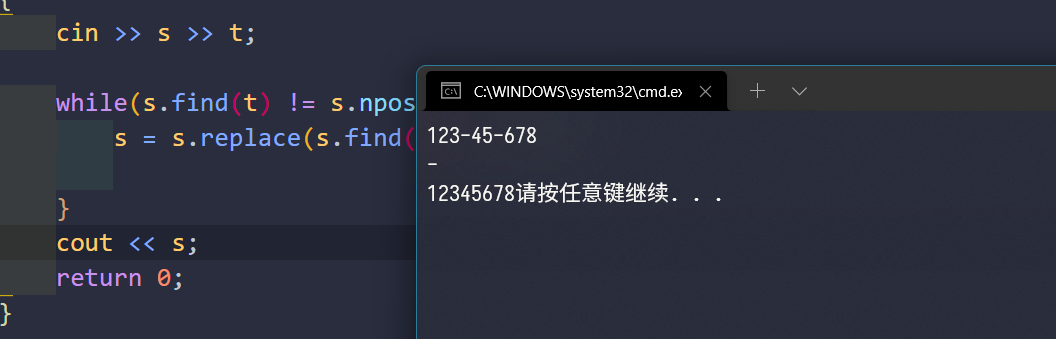 {
cin >> s >> t;
while(s.find(t) != s.npos
s = s.replace(s.find(
}
cout << s;
return 0;
}
C:\WINDOWS\system32\cmd.ex
123-45-678
-
12345678请按任意键继续. . .